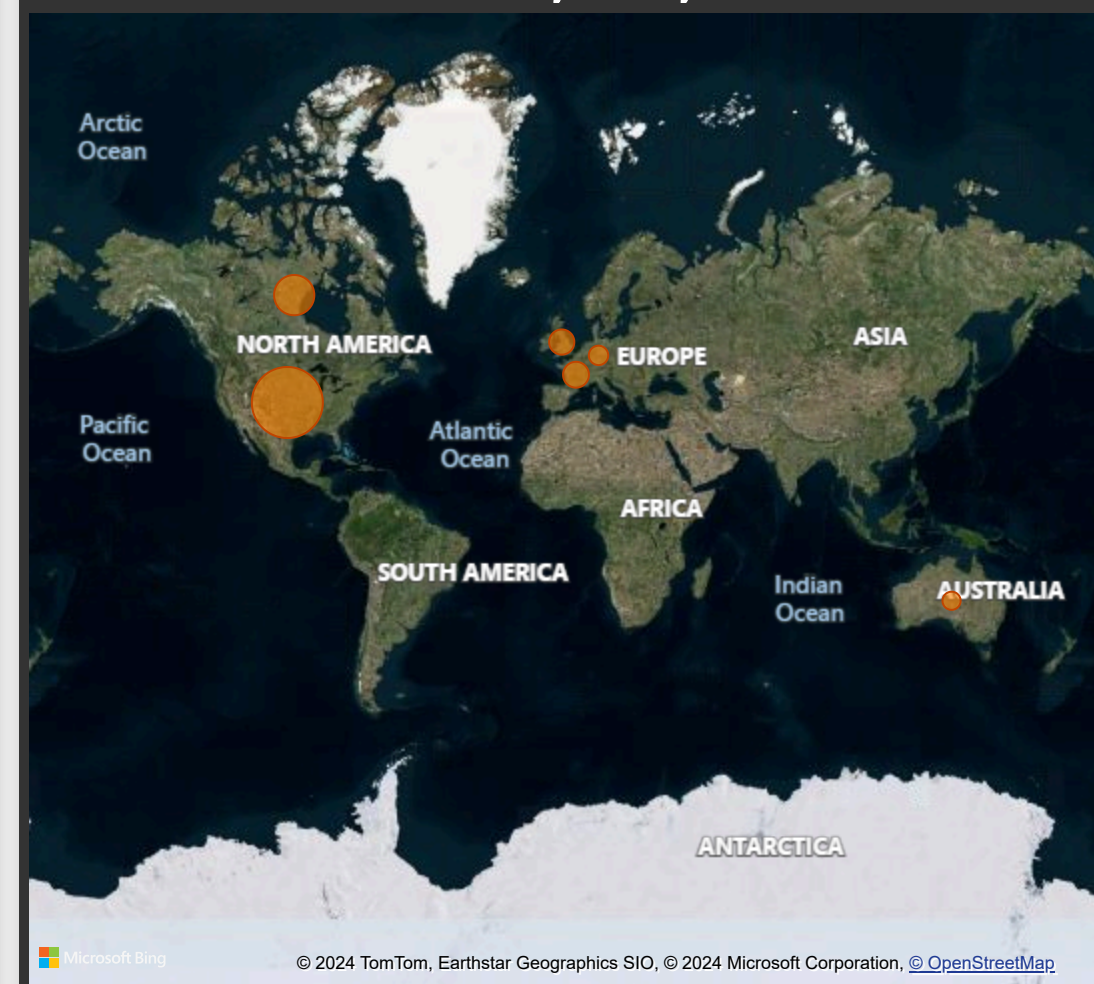 Arctic
Ocean
NORTH AMERICA
EUROPE
ASIA
Pacific
Ocean
Atlantic
Ocean
AFRICA
SOUTH AMERICA
Indian
Ocean
AUSTRALIA
ANTARCTICA
Microsoft Bing
© 2024 TomTom, Earthstar Geographics SIO, © 2024 Microsoft Corporation, © OpenStreetMap